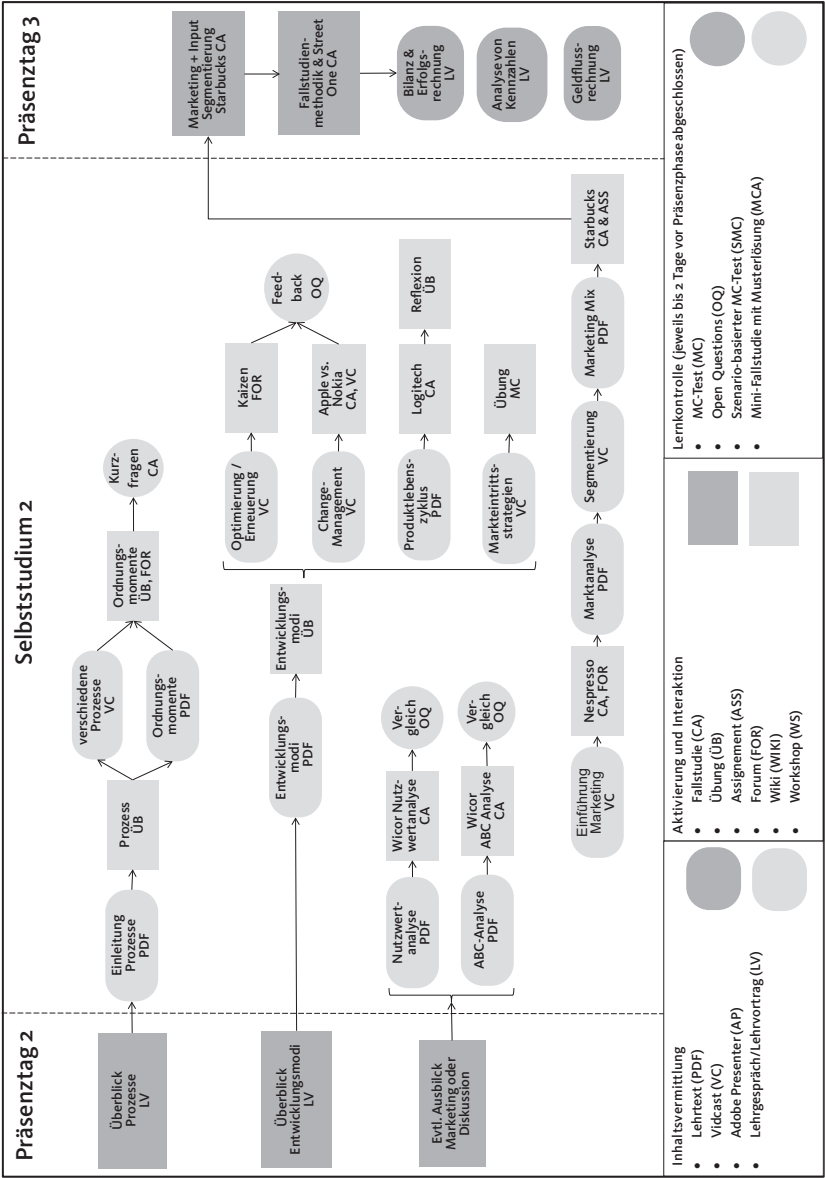 Präsenztag 2
Selbststudium 2
Präsenztag 3
Überblick
Prozesse
LV
Einleitung
Prozesse
PDF
Prozess
ÜB
verschiedene
Prozesse
VC
Ordnungs-
momente
PDF
Ordnungs-
momente
ÜB, FOR
Kurz-
fragen
CA
Überblick
Entwicklungsmodi
LV
Entwicklungs-
modi
PDF
Entwicklungs-
modi
ÜB
Optimierung /
Erneuerung
VC
Kaizen
FOR
Change-
Management
VC
Apple vs.
Nokia
CA, VC
Feed-
back
OQ
Produktlebens-
zyklus
PDF
Logitech
CA
Reflexion
ÜB
Markteintritts-
strategien
VC
Übung
MC
Evtl. Ausbilck
Marketing oder
Diskussion
Nutzwert-
analyse
PDF
Wicor Nutz-
wertanalyse
CA
Ver-
gleich
OQ
ABC-Analyse
PDF
Wicor
ABC Analyse
CA
Ver-
gleich
OQ
Einführung
Marketing
VC
Nespresso
CA, FOR
Marktanalyse
PDF
Segmentierung
VC
Marketing Mix
PDF
Starbucks
CA & ASS
Marketing + Input
Segmentierung
Starbucks CA
Fallstudien-
methodik & Street
One CA
Bilanz &
Erfolgs-
rechnung
LV
Analyse von
Kennzahlen
LV
Geldfluss-
rechnung
LV
Inhaltsvermittlung
• Lehrtext (PDF)
• Vidcast (VC)
• Adobe Presenter (AP)
• Lehrgespräch/Lehrvortrag (LV)
Aktivierung und Interaktion
• Fallstudie (CA)
• Übung (ÜB)
• Assignement (ASS)
• Forum (FOR)
• Wiki (WIKI)
• Workshop (WS)
Lernkontrolle (jeweils bis 2 Tage vor Präsenzphase abgeschlossen)
• MC-Test (MC)
• Open Questions (OQ)
• Szenario-basierter MC-Test (SMC)
• Mini-Fallstudie mit Musterlösung (MCA)